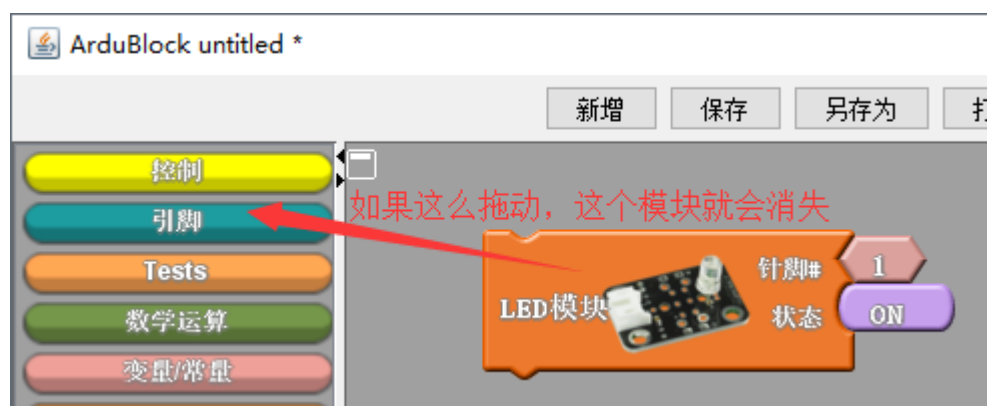 ArduBlock untitled *
新增 保存 另存为
控制
引脚
Tests
数学运算
变量/常量
如果这么拖动，这个模块就会消失
LED模块
针脚# 1
状态 ON